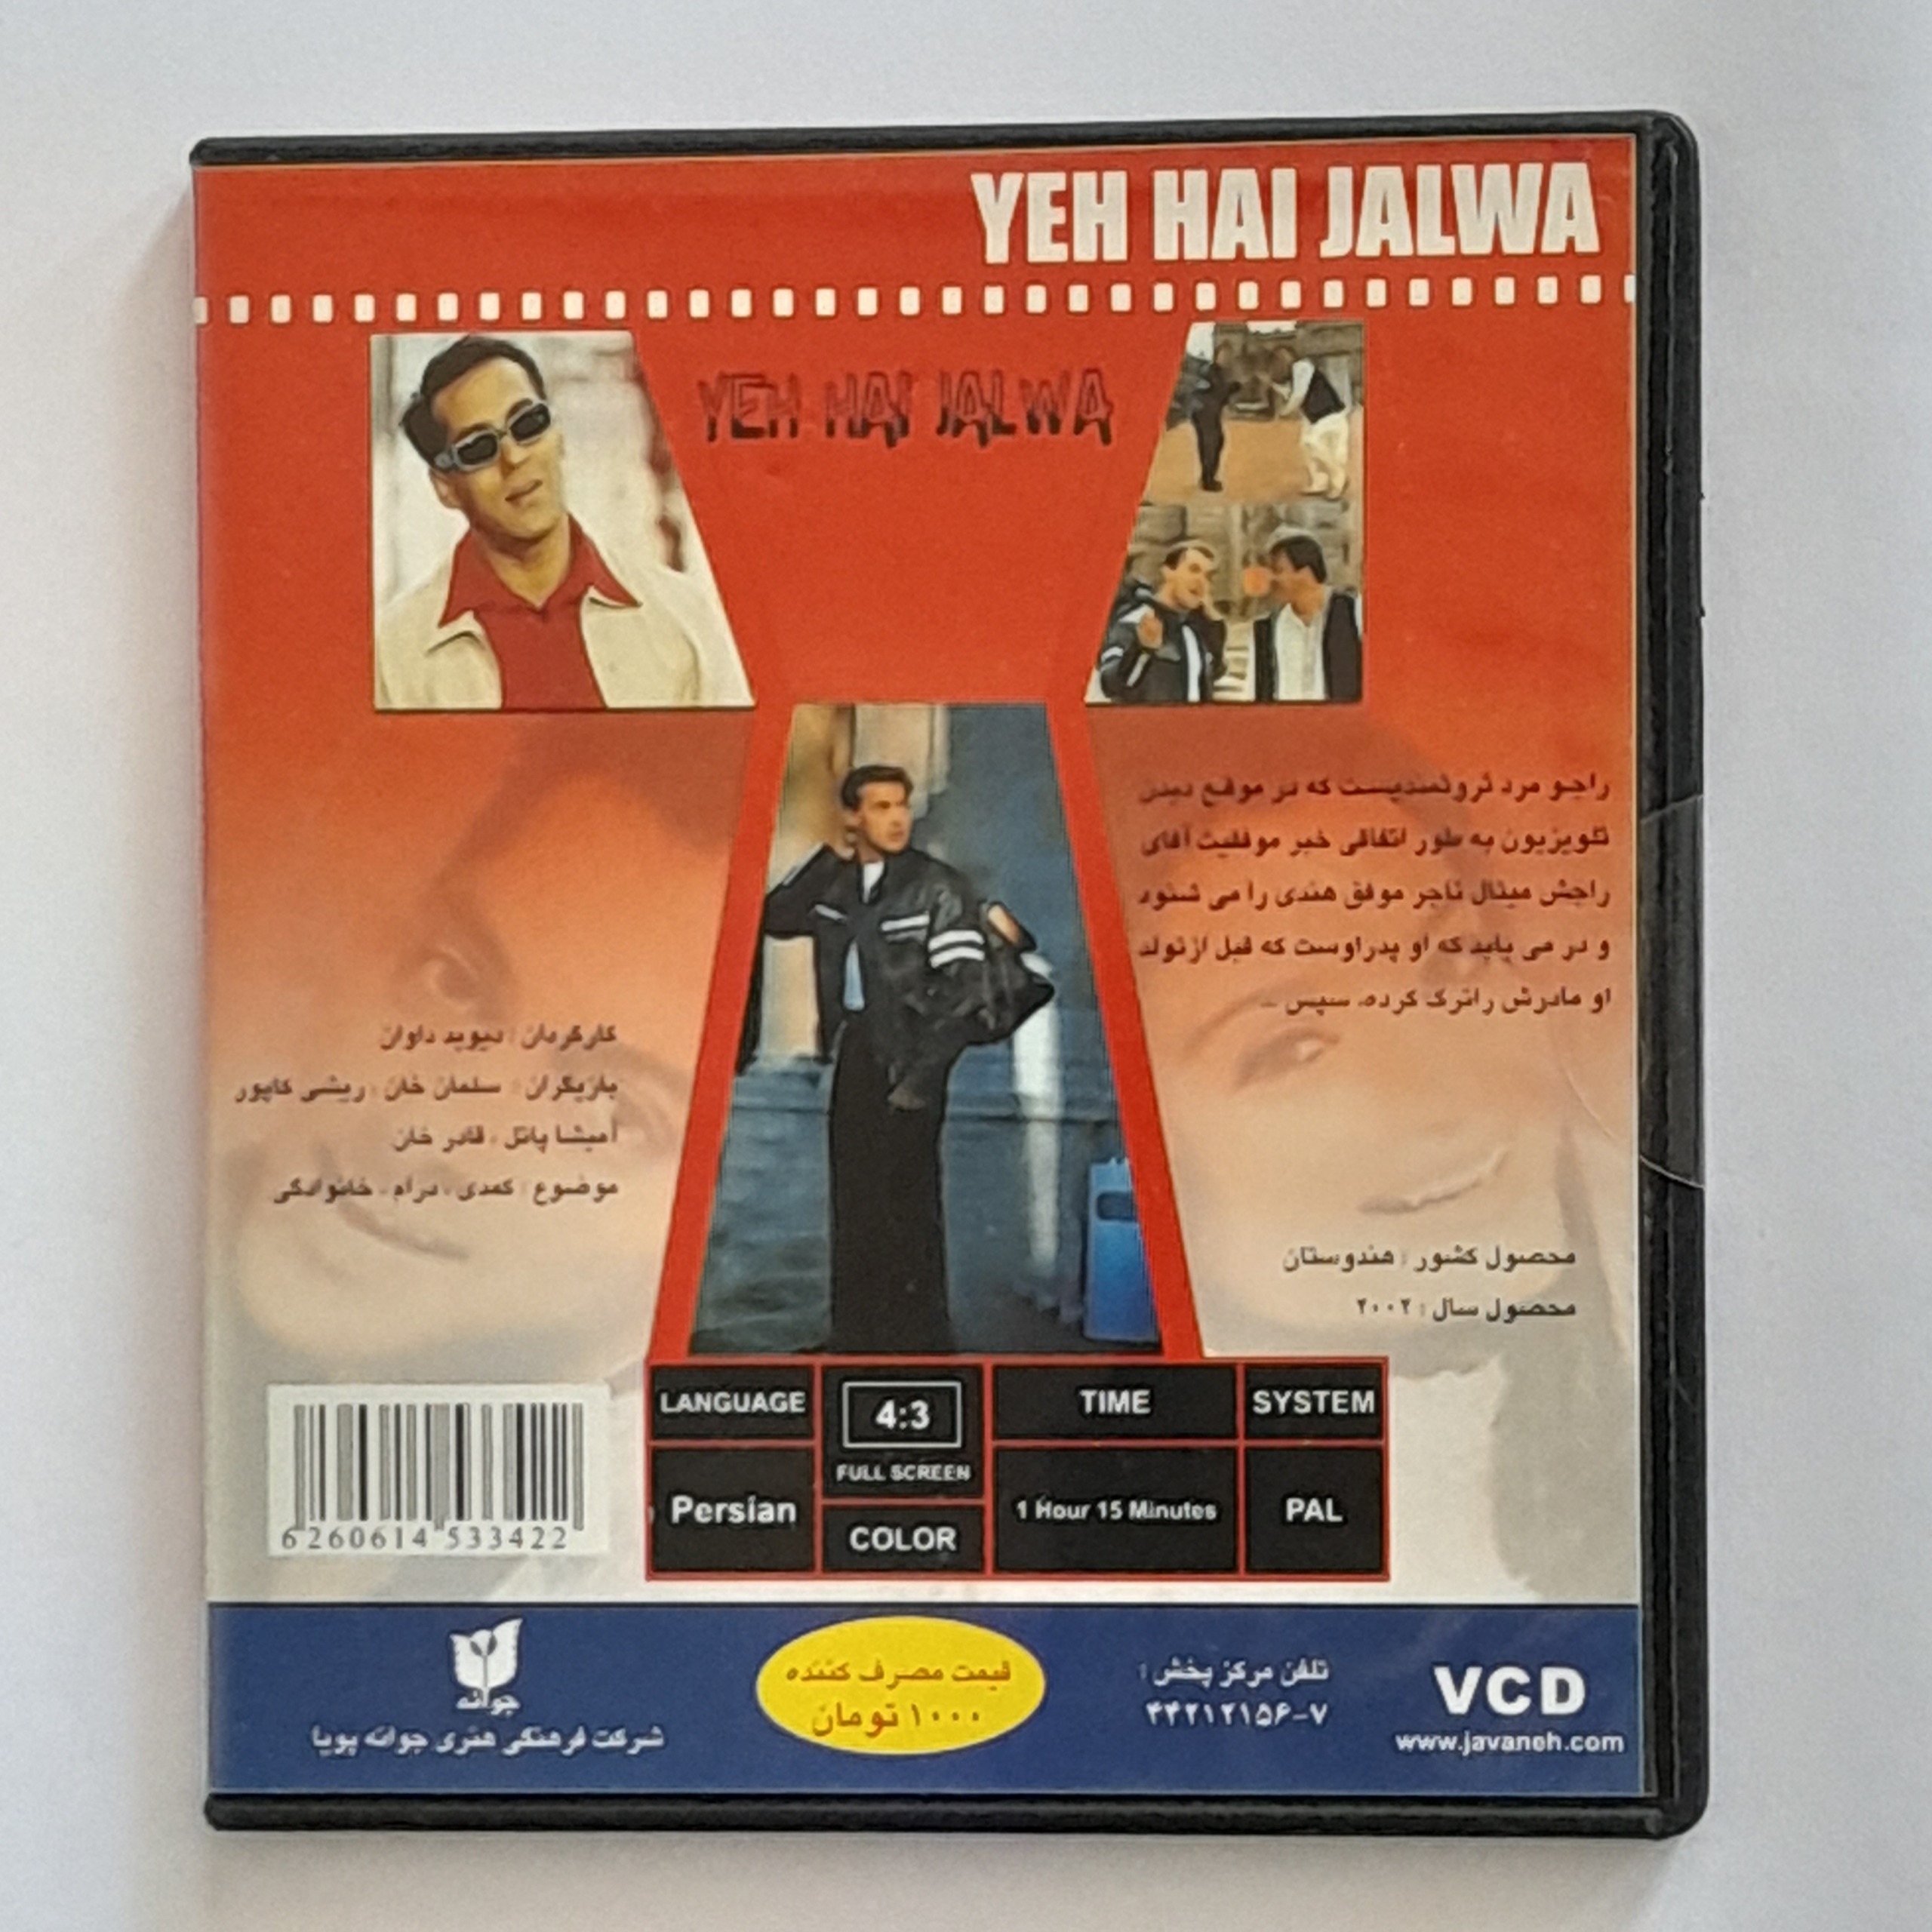 YEH HAI JALWA
YEH HAI JALWA
راجو مرد ثروتمندیست که در موقع دیدن
تلویزیون به طور اتفاقی خبر موفقیت آقای
راجش میتال تاجر موفق هندی را می شنود
و در می یابد که او پدراوست که قبل ازتولد
او مادرش راترک کرده. سپس ...
کارگردان : دیوید داوان
بازیگران : سلمان خان ، ریشی کاپور
آمیشا پاتل ، قادر خان
موضوع : کمدی ، درام ، خانوادگی
محصول کشور : هندوستان
محصول سال : ۲۰۰۲
LANGUAGE
Persian
4:3
FULL SCREEN
COLOR
TIME
1 Hour 15 Minutes
SYSTEM
PAL
6260614533422
جوانه
شرکت فرهنگی هنری جوانه پویا
قیمت مصرف کننده
۱۰۰۰ تومان
تلفن مرکز پخش :
۴۴۲۱۲۱۵۶-۷
VCD
www.javaneh.com